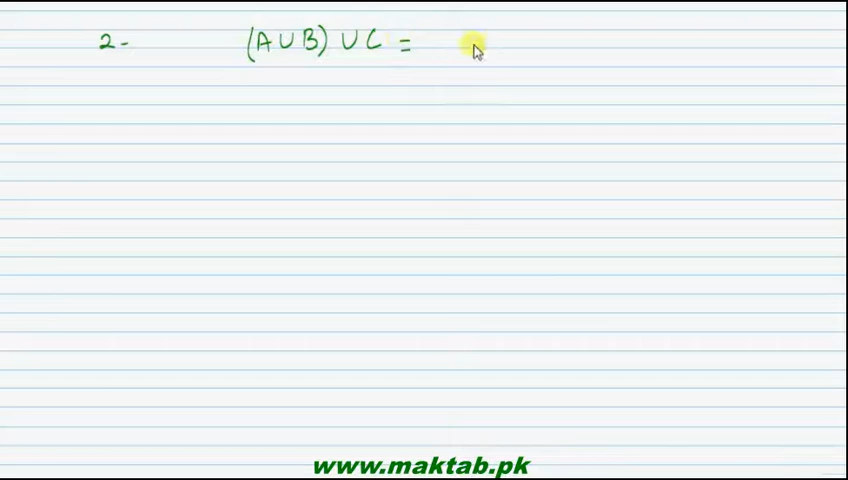 2- (A ∪ B) ∪ C =
www.maktab.pk